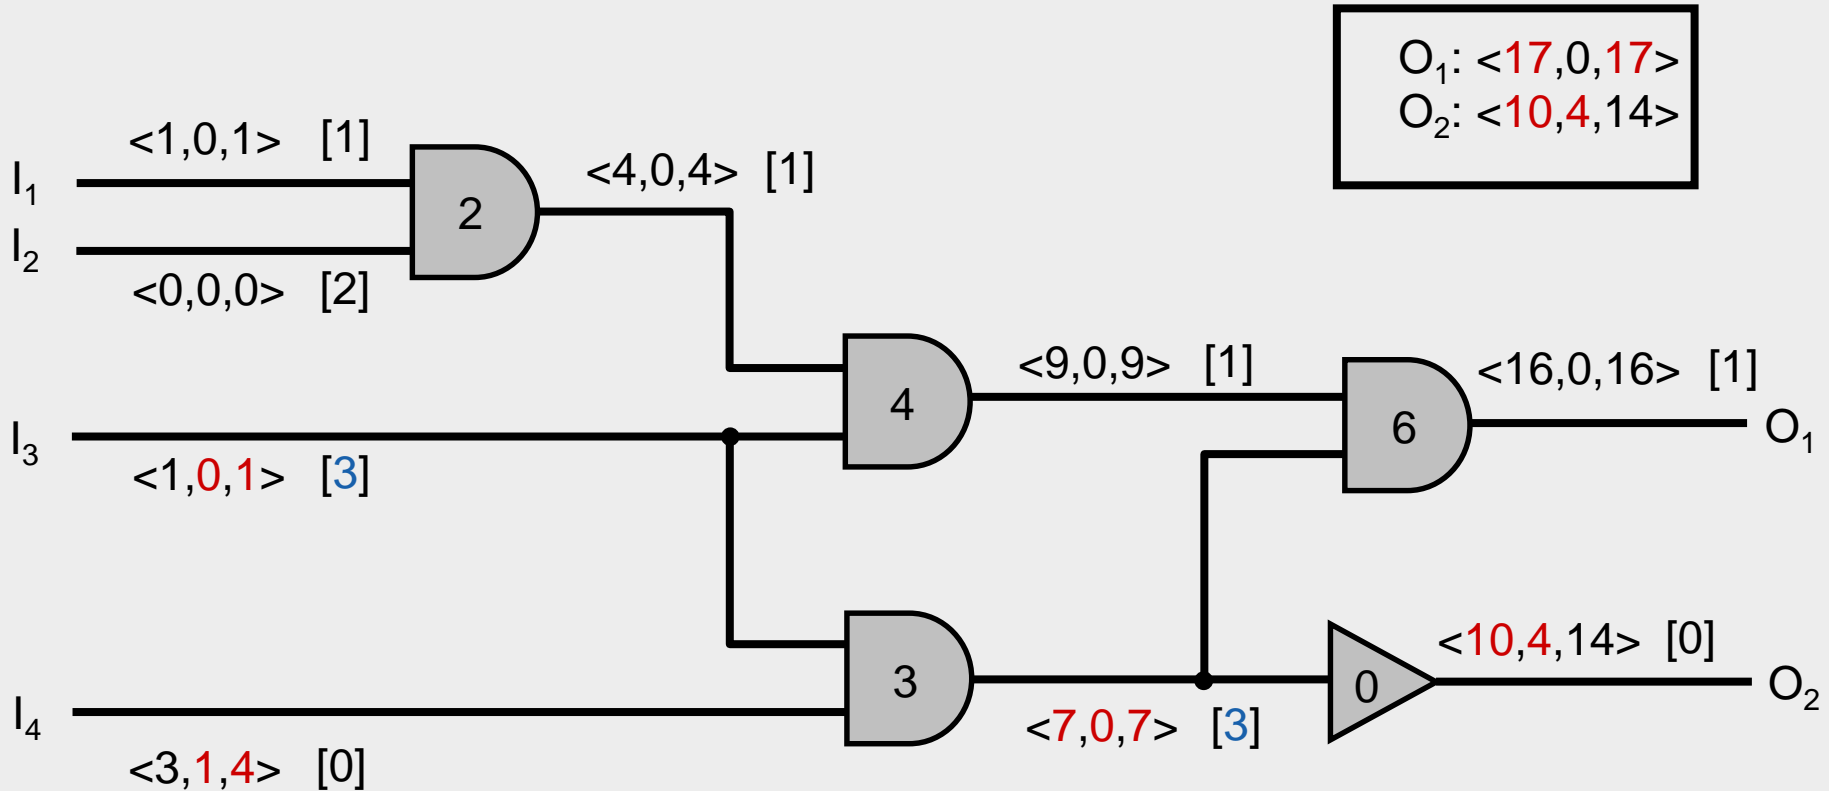 O1: <17,0,17>
O2: <10,4,14>
<1,0,1> [1]
I1
2
<4,0,4> [1]
I2
<0,0,0> [2]
4
<9,0,9> [1]
6
<16,0,16> [1]
O1
I3
<1,0,1> [3]
3
<7,0,7> [3]
0
<10,4,14> [0]
O2
I4
<3,1,4> [0]